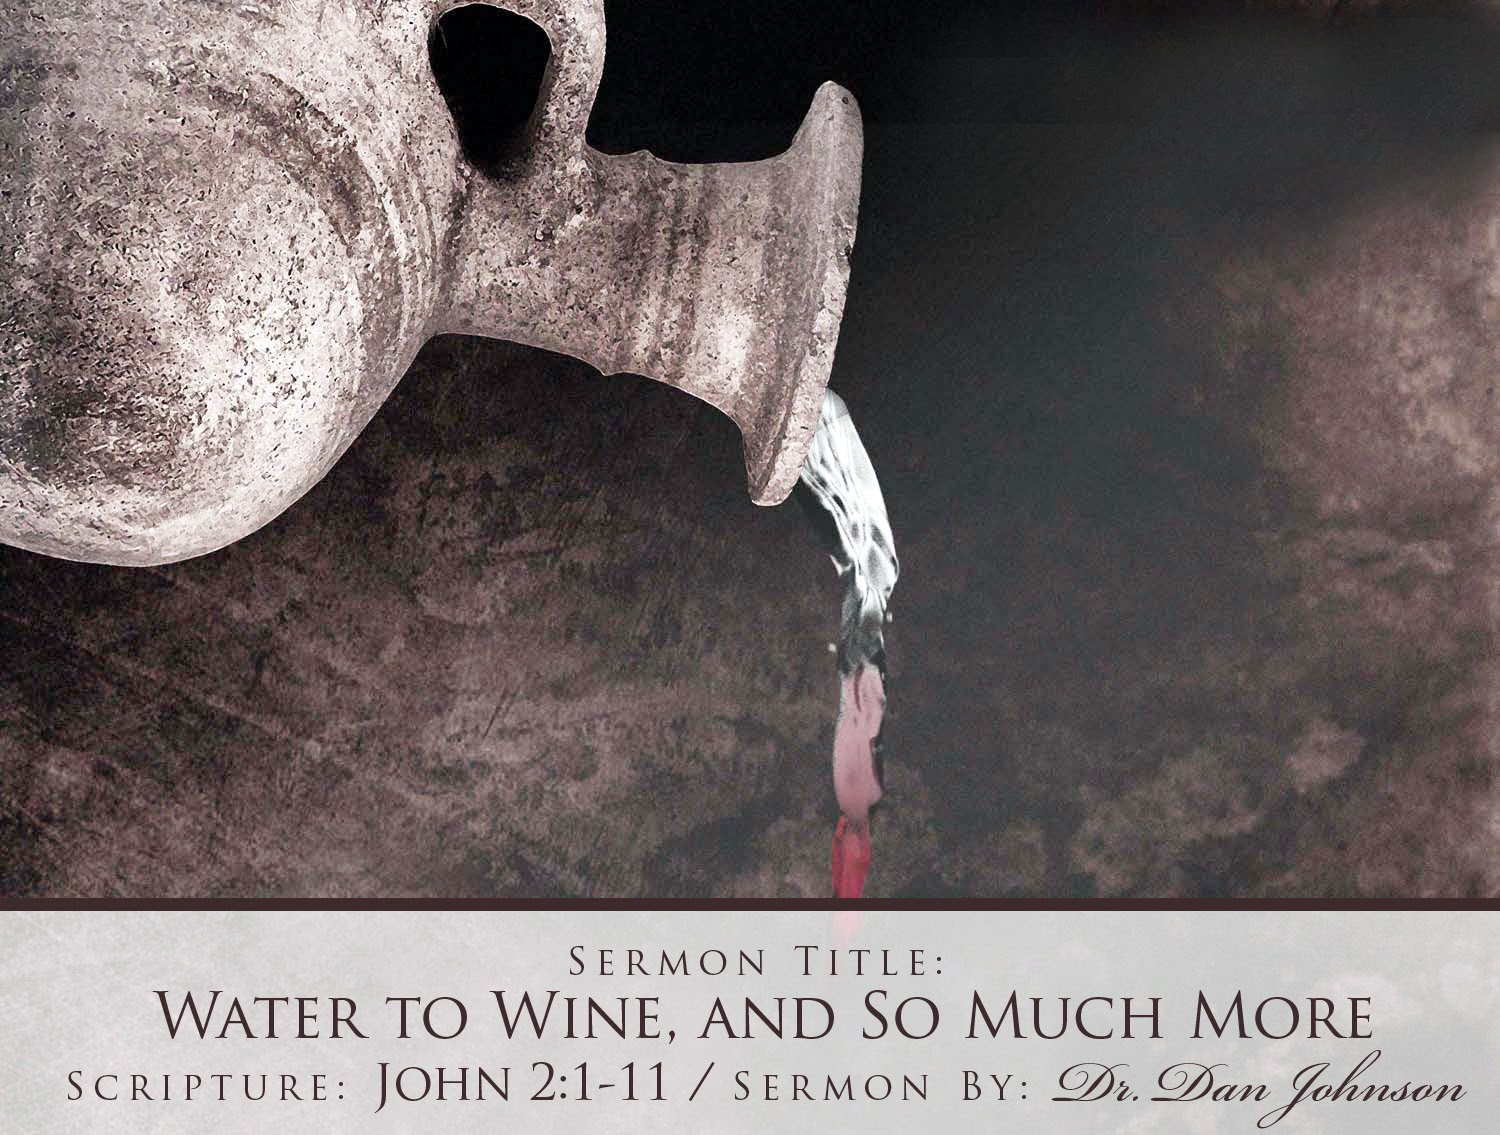 Sermon Title:
Water to Wine, and So Much More
Scripture: John 2:1-11 / Sermon By: Dr. Dan Johnson